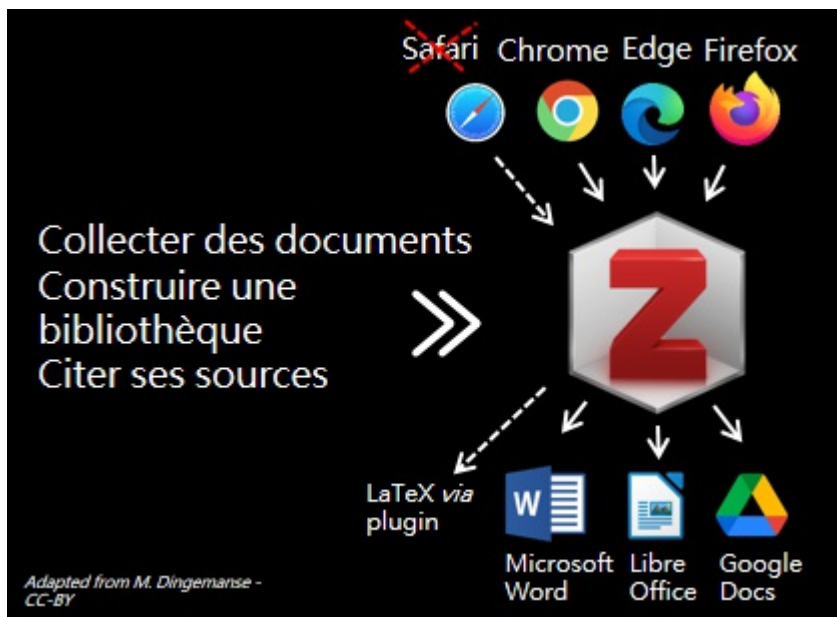 Safari Chrome Edge Firefox
Collecter des documents
Construire une
bibliothèque
Citer ses sources
Z
LaTeX via
plugin
W
Microsoft
Word
Libre
Office
Google
Docs
Adapted from M. Dingemanse -
CC-BY